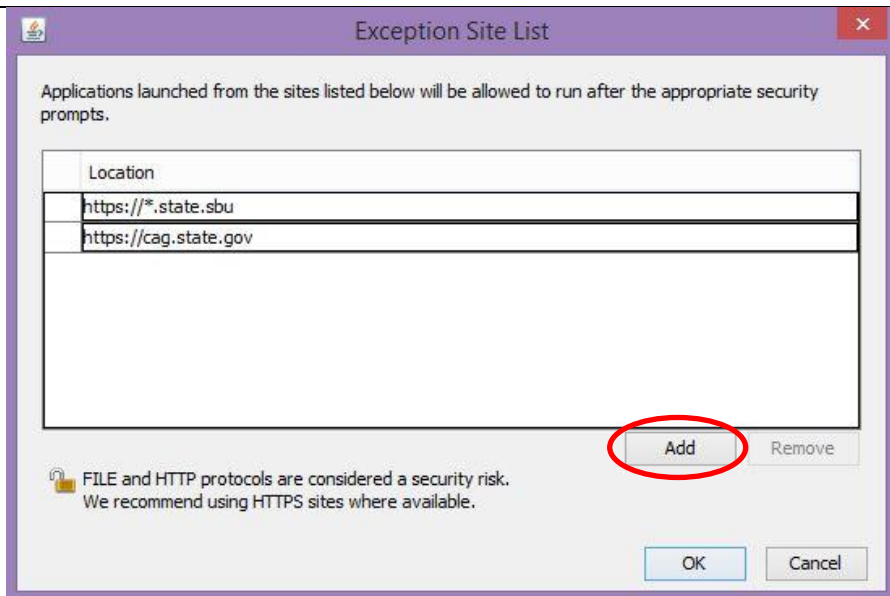 Exception Site List
Applications launched from the sites listed below will be allowed to run after the appropriate security
prompts.
Location
https://*.state.sbu
https://cag.state.gov
Add
Remove
FILE and HTTP protocols are considered a security risk.
We recommend using HTTPS sites where available.
OK
Cancel